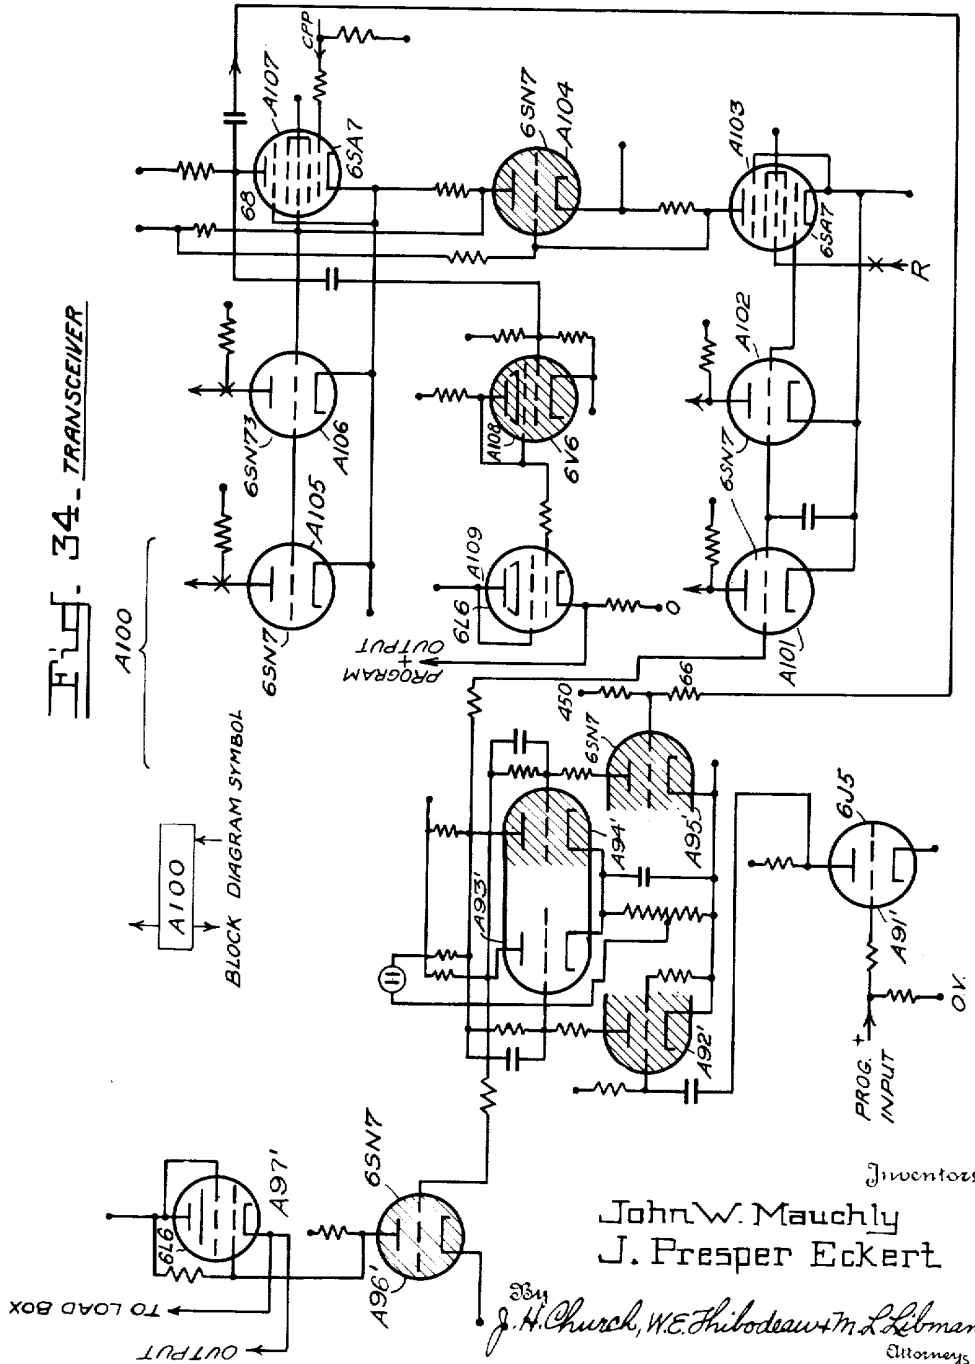 Fig. 34. TRANSCEIVER
A100
A100
BLOCK DIAGRAM SYMBOL
CPP
A107
68
6SA7
6SN7
A104
A103
6SA7
R
6SN73
A106
6SN7
A105
A102
6SN7
A101
A108
6V6
A109
6L6
O
PROGRAM
+
OUTPUT
450
66
6SN7
A93'
A94'
A95'
A92'
6J5
A91'
PROG. +
INPUT
O.V.
A97'
6L6
6SN7
A96'
TO LOAD BOX
OUTPUT
Inventors
John W. Mauchly
J. Presper Eckert
By
J. H. Church, W. E. Thibodeau & M. L. Libman
Attorneys